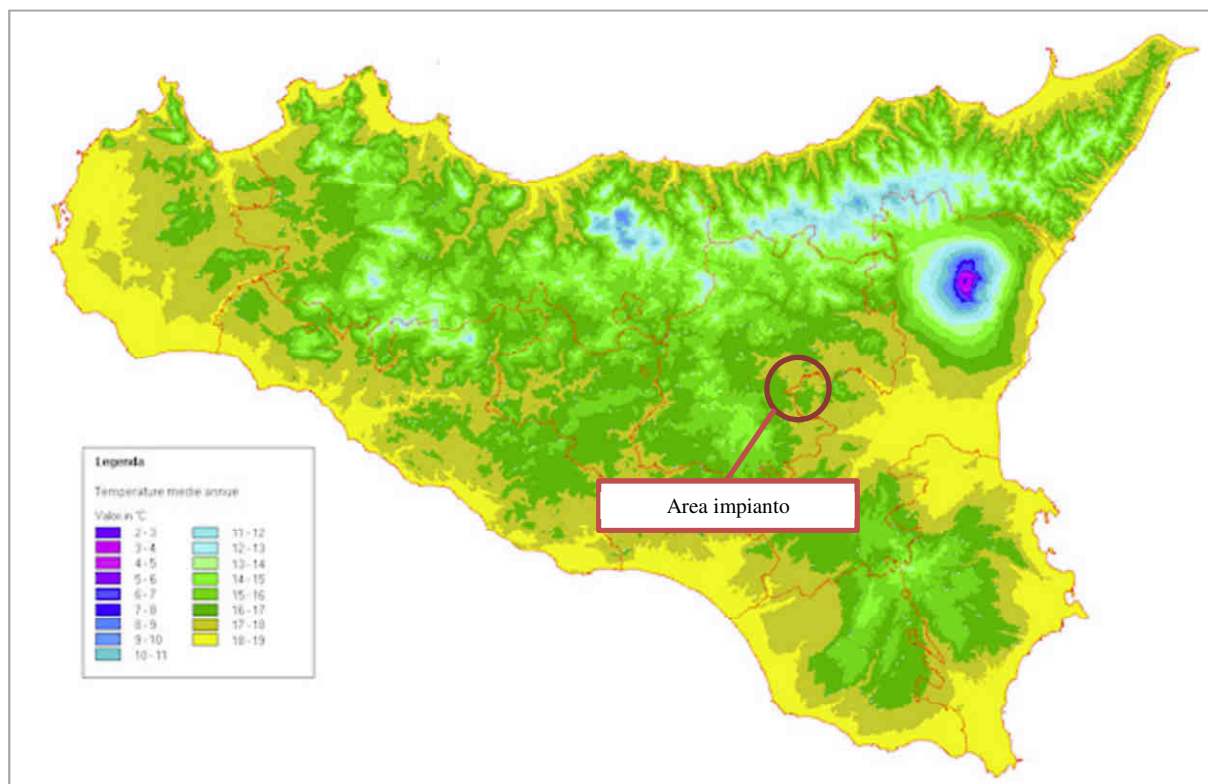 Area impianto
Legenda
Temperature medie annue
Valori in °C
2 - 3
3 - 4
4 - 5
5 - 6
6 - 7
7 - 8
8 - 9
9 - 10
10 - 11
11 - 12
12 - 13
13 - 14
14 - 15
15 - 16
16 - 17
17 - 18
18 - 19